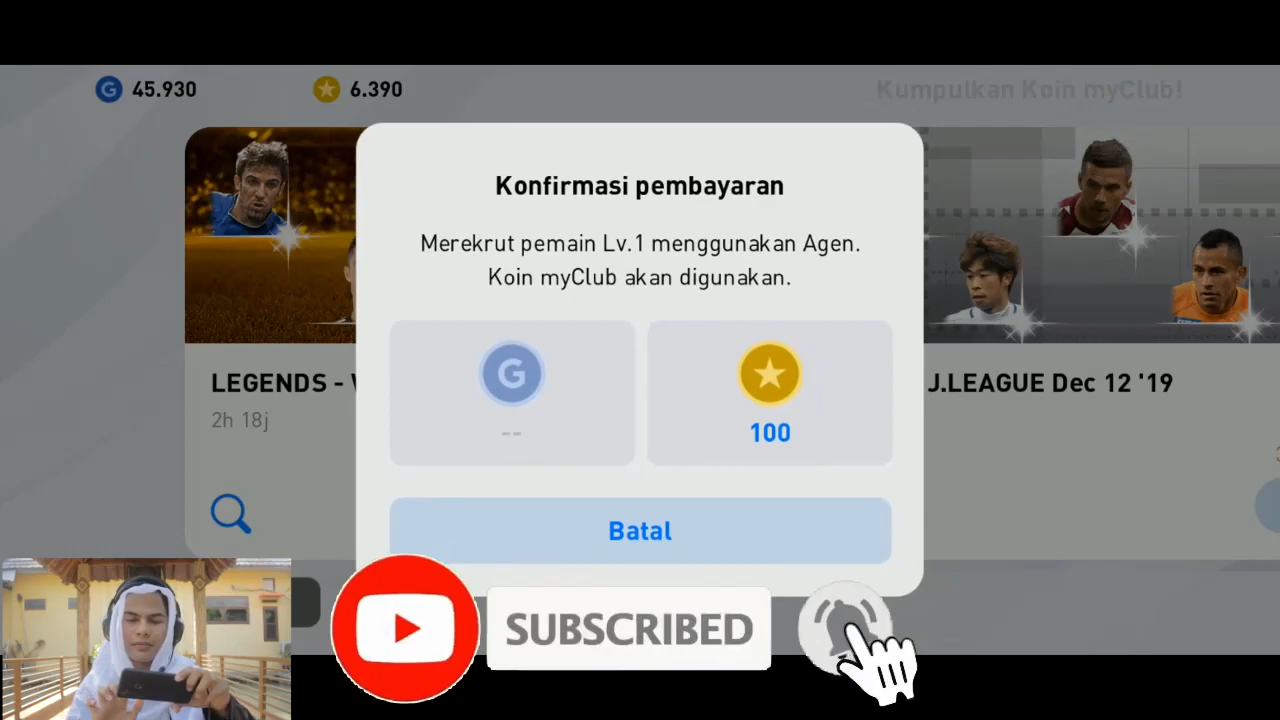 45.930
6.390
Kumpulkan Koin myClub!
Konfirmasi pembayaran
Merekrut pemain Lv.1 menggunakan Agen.
Koin myClub akan digunakan.
G
--
100
LEGENDS -
2h 18j
J.LEAGUE Dec 12 '19
Batal
SUBSCRIBED